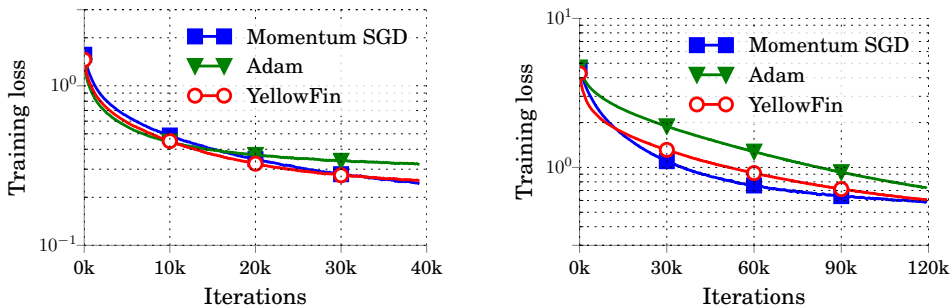 Momentum SGD
Adam
YellowFin
Training loss
10^0
10^{-1}
0k 10k 20k 30k 40k
Iterations
10^1
Momentum SGD
Adam
YellowFin
Training loss
10^0
0k 30k 60k 90k 120k
Iterations